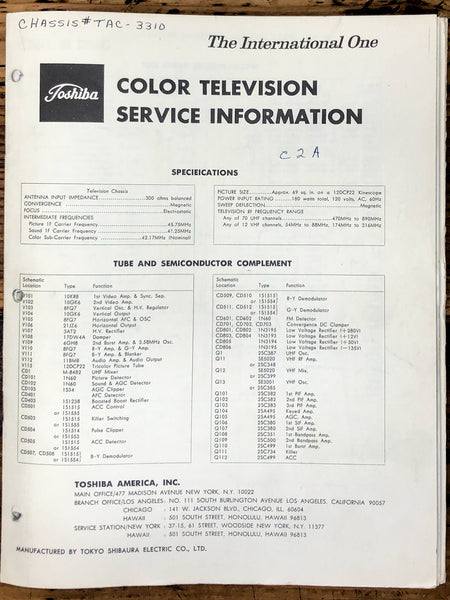 CHASSIS # TAC-3310
The International One
Toshiba
COLOR TELEVISION
SERVICE INFORMATION
C2A
SPECIEICATIONS
Television Chassis
ANTENNA INPUT IMPEDANCE 300 ohms balanced
CONVERGENCE Magnetic
FOCUS Electrostatic
INTERMEDIATE FREQUENCIES
Picture IF Carrier Frequency 45.75MHz
Sound IF Carrier Frequency 41.25MHz
Color Sub-Carrier Frequency 42.17MHz (Nominal)
PICTURE SIZE Approx. 69 sq. in. on a 12DCP22 Kinescope
POWER INPUT RATING 180 watts total, 120 volts, AC, 60Hz
SWEEP DEFLECTION Magnetic
TELEVISION RF FREQUENCY RANGE
Any of 70 UHF channels 470MHz to 890MHz
Any of 12 VHF channels, 54MHz to 88MHz, 174MHz to 216MHz
TUBE AND SEMICONDUCTOR COMPLEMENT
Schematic
Location Type Function
V101 10KR8 1st Video Amp. & Sync. Sep.
V102 10GK6 2nd Video Amp.
V103 8FQ7 Vertical Osc. & H.V. Regulator
V104 10GK6 Vertical Output
V105 8FQ7 Horizontal AFC & OSC
V106 21JZ6 Horizontal Output
V107 3AT2 H.V. Rectifier
V108 17DW4A Damper
V109 6GH8 2nd Burst Amp. & 3.58MHz Osc.
V110 8FQ7 R-Y Amp. & G-Y Amp.
V111 8FQ7 B-Y Amp. & Blanker
V112 11BM8 Audio Amp. & Audio Output
V113 12DCP22 Tricolor Picture Tube
CD1 M-8482 UHF Mixer
CD101 1N60 Picture Detector
CD102 1N60 Sound & AGC Detector
CD105 1S34 AGC Clipper
CD401 AFC Detector
CD403 1S1238 Boosted Boost Rectifier
CD001 1S1515 ACC Control
or 1S1555
CD503 1S1515 Killer Switching
or 1S1555
CD504 1S1514 Pulse Clipper
or 1S1554
CD505 1S1515 ACC Detector
or 1S1555
CD507, CD508 1S1515 R-Y Demodulator
or 1S1554
Schematic
Location Type Function
CD509, CD510 1S1515 B-Y Demodulator
or 1S1554
CD511, CD512 1S1515 G-Y Demodulator
or 1S1554
CD601, CD602 1N60 FM Detector
CD701, CD702, CD703 Convergence DC Clamper
CD801, CD802 1N3195 Low Voltage Rectifier (+280V)
CD803, CD804 1N3194 Low Voltage Rectifier (+12V)
CD805 1N3194 Low Voltage Rectifier (+30V)
CD806 1N3194 Low Voltage Rectifier (-135V)
Q1 2SC387 UHF Osc.
Q11 SE5020 VHF RF Amp.
or 2SC348
Q12 SE5020 VHF Mix.
or 2SC399
Q13 SE3001 VHF Osc.
or 2SC385
Q101 2SC382 1st PIF Amp.
Q102 2SC382 2nd PIF Amp.
Q103 2SC383 3rd PIF Amp.
Q104 2SA495 Keyed Amp.
Q105 2SA495 AGC. Amp.
Q106 2SC380 1st SIF Amp.
Q107 2SC380 2nd SIF Amp.
Q108 2SC356 1st Bandpass Amp.
Q109 2SC500 2nd Bandpass Amp.
Q110 2SC380 1st Burst Amp.
Q111 2SC734 Killer
Q112 2SC499 ACC
TOSHIBA AMERICA, INC.
MAIN OFFICE/477 MADISON AVENUE NEW YORK, N.Y. 10022
BRANCH OFFICE/LOS ANGELES: NO. 111 SOUTH BURLINGTON AVENUE LOS ANGELES. CALIFORNIA 90057
CHICAGO : 141 W. JACKSON BLVD., CHICAGO, ILL. 60604
HAWAII : 501 SOUTH STREET, HONOLULU, HAWAII 96813
SERVICE STATION/NEW YORK : 37-15, 61 STREET, WOODSIDE NEW YORK, N.Y. 11377
HAWAII : 501 SOUTH STREET, HONOLULU, HAWAII 96813
MANUFACTURED BY TOKYO SHIBAURA ELECTRIC CO., LTD.